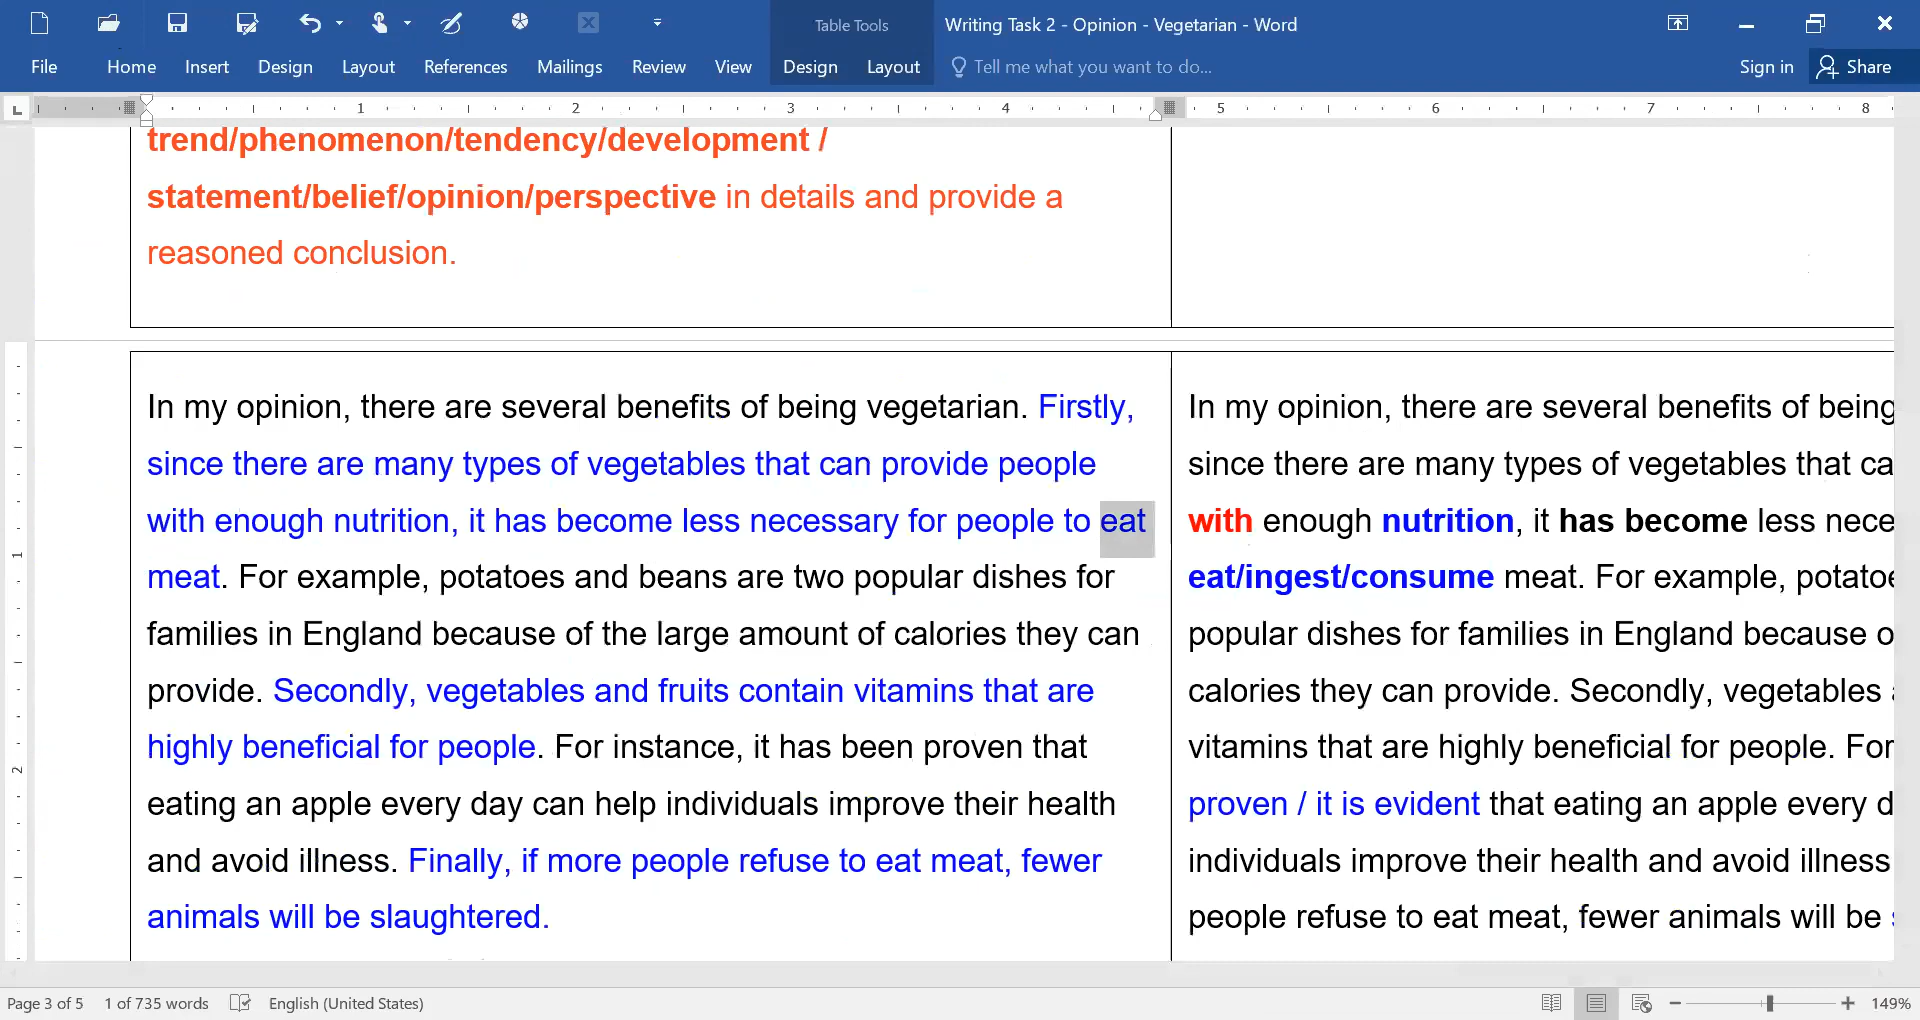 Table Tools
Writing Task 2 - Opinion - Vegetarian - Word
File Home Insert Design Layout References Mailings Review View Design Layout Tell me what you want to do... Sign in Share
1 2 3 4 5 6 7 8
trend/phenomenon/tendency/development /
statement/belief/opinion/perspective in details and provide a
reasoned conclusion.
In my opinion, there are several benefits of being vegetarian. Firstly,
since there are many types of vegetables that can provide people
with enough nutrition, it has become less necessary for people to eat
meat. For example, potatoes and beans are two popular dishes for
families in England because of the large amount of calories they can
provide. Secondly, vegetables and fruits contain vitamins that are
highly beneficial for people. For instance, it has been proven that
eating an apple every day can help individuals improve their health
and avoid illness. Finally, if more people refuse to eat meat, fewer
animals will be slaughtered.
In my opinion, there are several benefits of being
since there are many types of vegetables that ca
with enough nutrition, it has become less nece
eat/ingest/consume meat. For example, potatoe
popular dishes for families in England because o
calories they can provide. Secondly, vegetables
vitamins that are highly beneficial for people. For
proven / it is evident that eating an apple every d
individuals improve their health and avoid illness
people refuse to eat meat, fewer animals will be
1
2
Page 3 of 5 1 of 735 words English (United States) 149%